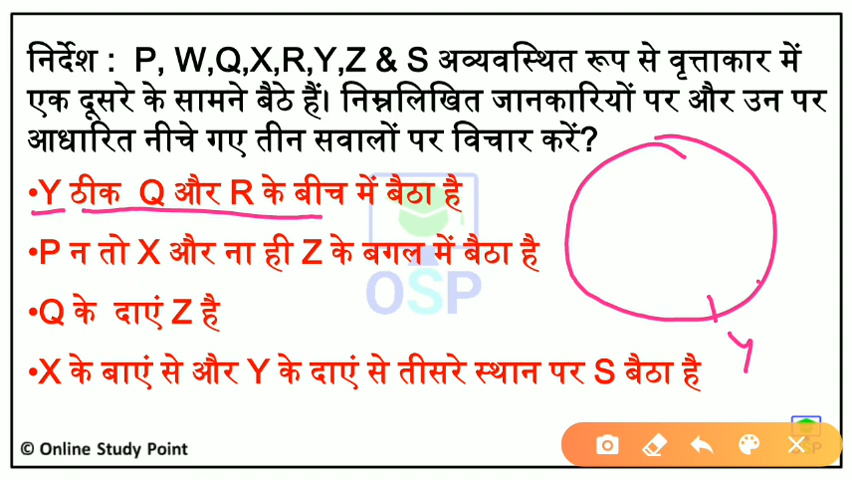 निर्देश : P, W,Q,X,R,Y,Z & S अव्यवस्थित रूप से वृत्ताकार में
एक दूसरे के सामने बैठे हैं। निम्नलिखित जानकारियों पर और उन पर
आधारित नीचे गए तीन सवालों पर विचार करें?
•Y ठीक Q और R के बीच में बैठा है
•P न तो X और ना ही Z के बगल में बैठा है
•Q के दाएं Z है
•X के बाएं से और Y के दाएं से तीसरे स्थान पर S बैठा है
OSP
Y
© Online Study Point
OSP